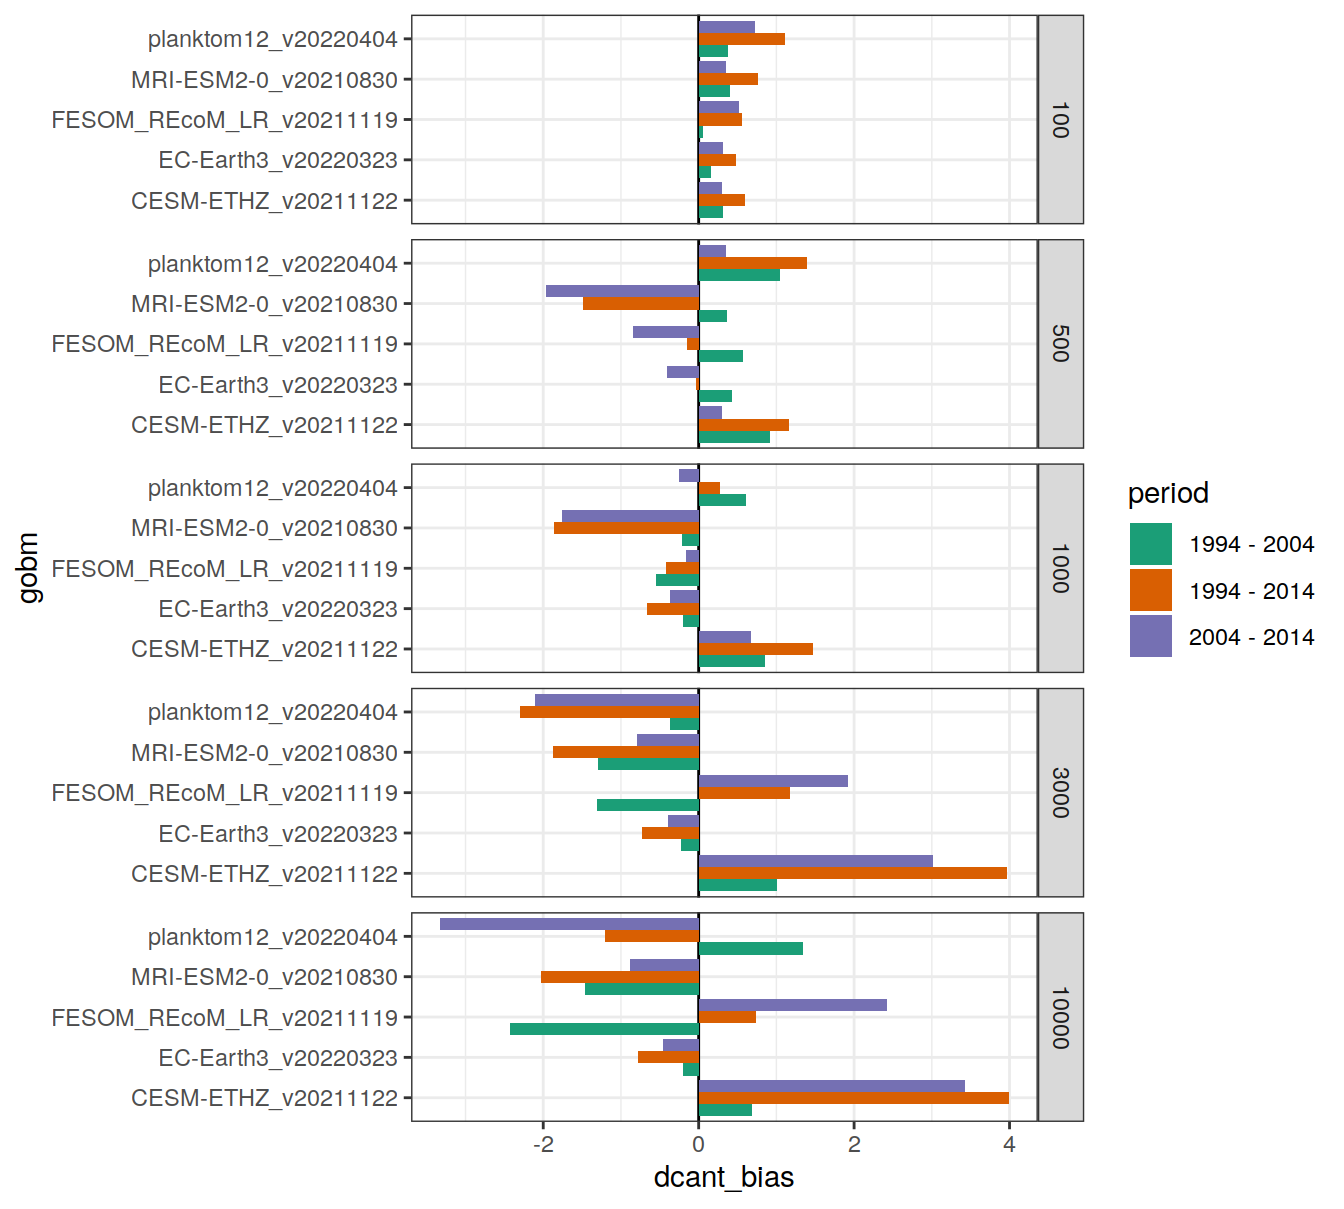 planktom12_v20220404
MRI-ESM2-0_v20210830
FESOM_REcoM_LR_v20211119
EC-Earth3_v20220323
CESM-ETHZ_v20211122
100
planktom12_v20220404
MRI-ESM2-0_v20210830
FESOM_REcoM_LR_v20211119
EC-Earth3_v20220323
CESM-ETHZ_v20211122
500
planktom12_v20220404
MRI-ESM2-0_v20210830
FESOM_REcoM_LR_v20211119
EC-Earth3_v20220323
CESM-ETHZ_v20211122
1000
planktom12_v20220404
MRI-ESM2-0_v20210830
FESOM_REcoM_LR_v20211119
EC-Earth3_v20220323
CESM-ETHZ_v20211122
3000
planktom12_v20220404
MRI-ESM2-0_v20210830
FESOM_REcoM_LR_v20211119
EC-Earth3_v20220323
CESM-ETHZ_v20211122
10000
gobm
-2 0 2 4
dcant_bias
period
1994 - 2004
1994 - 2014
2004 - 2014